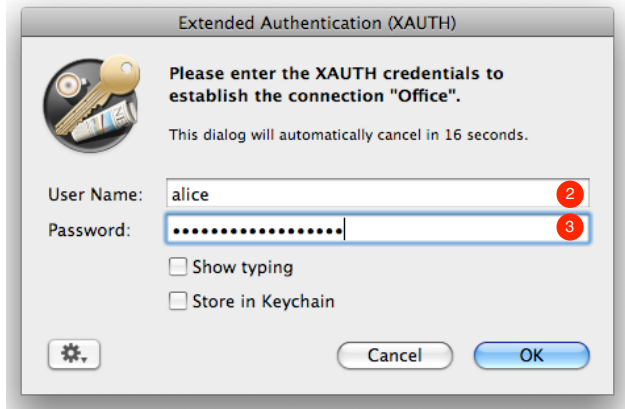 Extended Authentication (XAUTH)
Please enter the XAUTH credentials to
establish the connection "Office".
This dialog will automatically cancel in 16 seconds.
User Name: alice 2
Password: •••••••••••••••••• 3
Show typing
Store in Keychain
Cancel OK